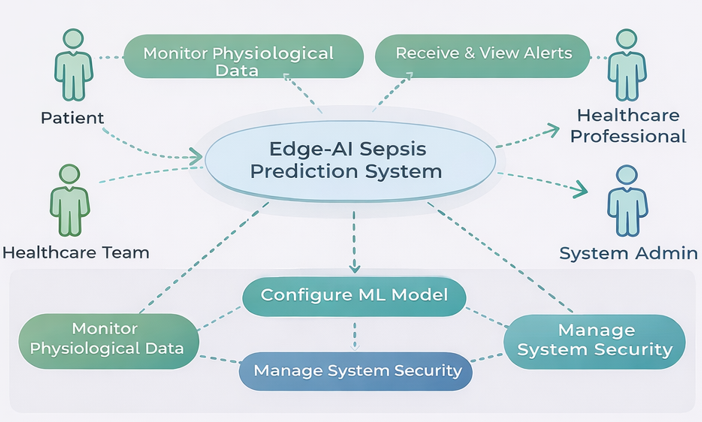 Monitor Physiological
Data
Receive & View Alerts
Patient
Healthcare
Professional
Edge-AI Sepsis
Prediction System
Healthcare Team
System Admin
Configure ML Model
Monitor
Physiological Data
Manage
System Security
Manage System Security